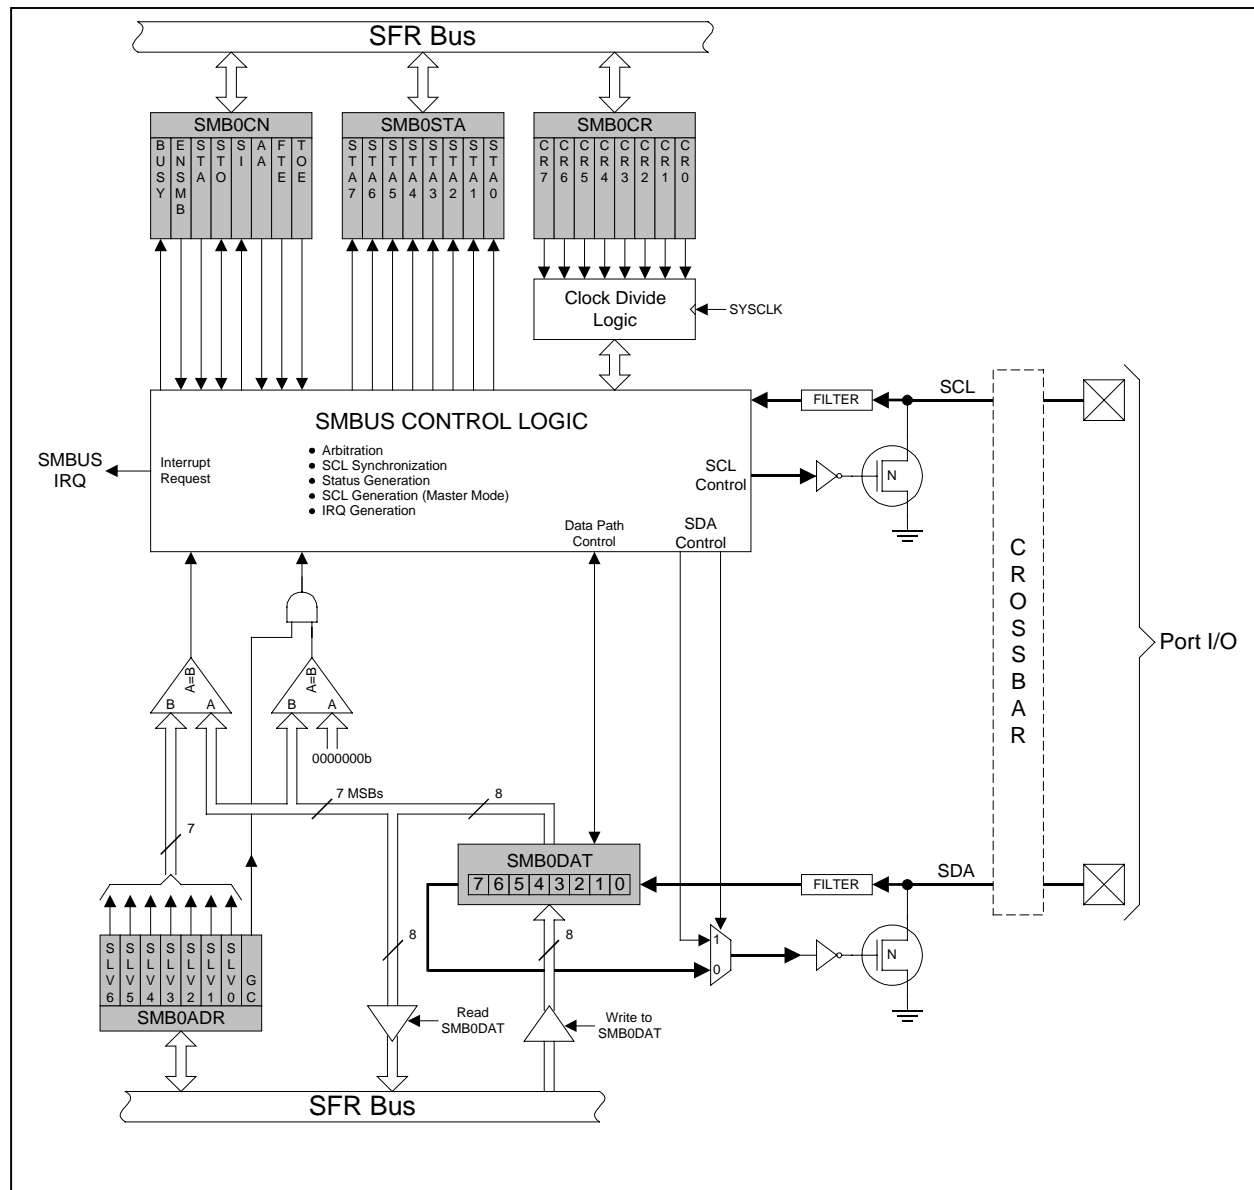 SFR Bus
SMB0CN
SMB0STA
SMB0CR
BUSY
ENSMB
STA
STO
SI
AA
FTE
TOE
STA7
STA6
STA5
STA4
STA3
STA2
STA1
STA0
CR7
CR6
CR5
CR4
CR3
CR2
CR1
CR0
Clock Divide
Logic
SYSCLK
SMBUS CONTROL LOGIC
Arbitration
SCL Synchronization
Status Generation
SCL Generation (Master Mode)
IRQ Generation
SMBUS
IRQ
Interrupt
Request
SCL
Control
Data Path
Control
SDA
Control
FILTER
SCL
N
CROSSBAR
Port I/O
A=B
B
A
A=B
B
A
0000000b
7 MSBs
8
7
SMB0DAT
7 6 5 4 3 2 1 0
FILTER
SDA
1
0
N
8
8
SLV6
SLV5
SLV4
SLV3
SLV2
SLV1
SLV0
GC
SMB0ADR
Read
SMB0DAT
Write to
SMB0DAT
SFR Bus